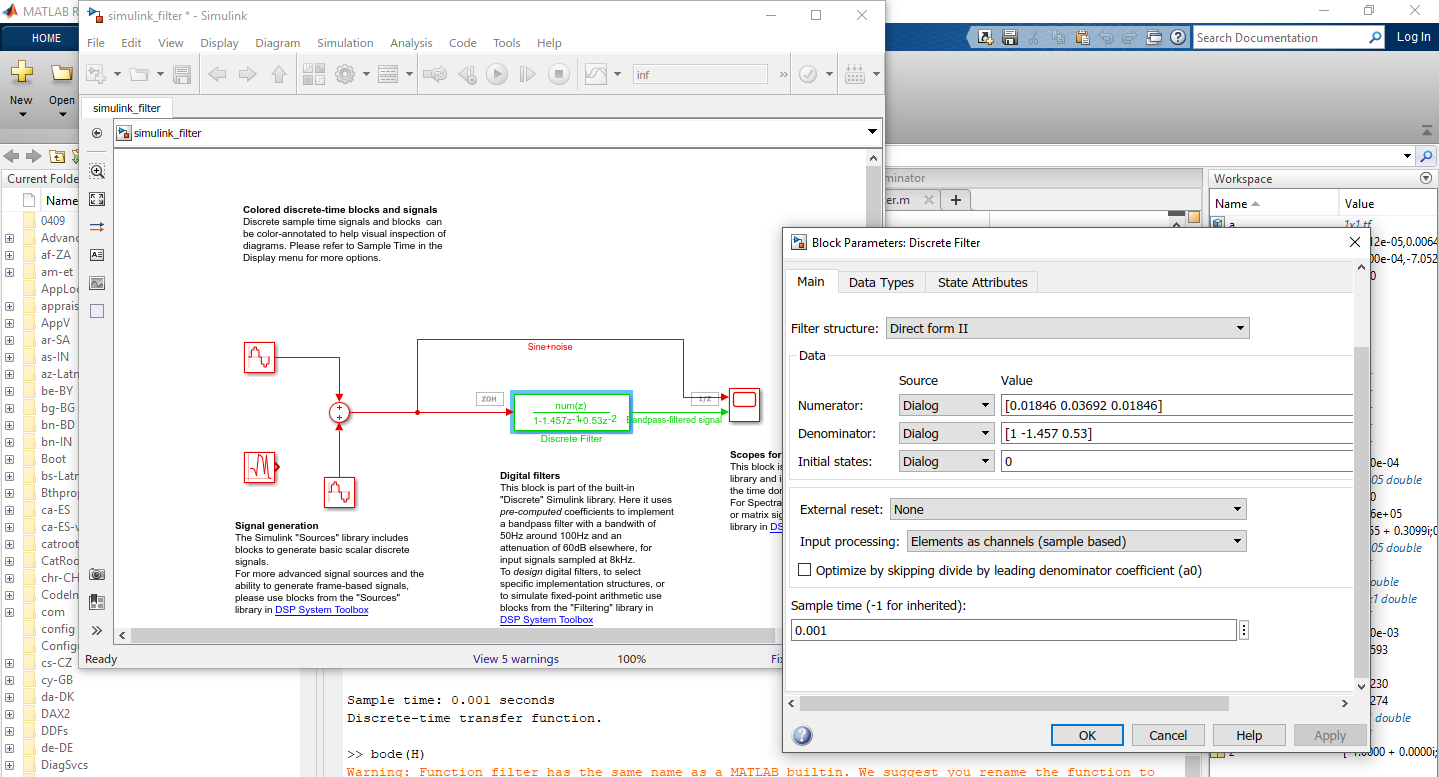 MATLAB R
simulink_filter * - Simulink
HOME
File Edit View Display Diagram Simulation Analysis Code Tools Help
Search Documentation
Log In
New
Open
inf
simulink_filter
simulink_filter
Current Folde
Name
0409
Advanc
af-ZA
am-et
AppLoc
apprais
AppV
ar-SA
as-IN
az-Latn
be-BY
bg-BG
bn-BD
bn-IN
Boot
bs-Latn
Bthprop
ca-ES
ca-ES-v
catroot
CatRoo
chr-CH
CodeIn
com
config
Configu
cs-CZ
cy-GB
da-DK
DAX2
DDFs
de-DE
DiagSvcs
Colored discrete-time blocks and signals
Discrete sample time signals and blocks can
be color-annotated to help visual inspection of
diagrams. Please refer to Sample Time in the
Display menu for more options.
Sine+noise
ZOH
num(z)
1-1.457z-1+0.53z-2
Discrete Filter
1/Z
Bandpass-filtered signal
Signal generation
The Simulink "Sources" library includes
blocks to generate basic scalar discrete
signals.
For more advanced signal sources and the
ability to generate frame-based signals,
please use blocks from the "Sources"
library in DSP System Toolbox
Digital filters
This block is part of the built-in
"Discrete" Simulink library. Here it uses
pre-computed coefficients to implement
a bandpass filter with a bandwith of
50Hz around 100Hz and an
attenuation of 60dB elsewhere, for
input signals sampled at 8kHz.
To design digital filters, to select
specific implementation structures, or
to simulate fixed-point arithmetic use
blocks from the "Filtering" library in
DSP System Toolbox
Scopes for
This block is
library and i
the time don
For Spectra
or matrix sig
library in DS
Ready
View 5 warnings
100%
Fix
Sample time: 0.001 seconds
Discrete-time transfer function.
>> bode(H)
Warning: Function filter has the same name as a MATLAB builtin. We suggest you rename the function to
minator
er.m
Workspace
Name
Value
a
1x1 tf
12e-05,0.0064
00e-04,-7.052
0
0e-04
05 double
0
6e+05
55 + 0.3099i;0
05 double
double
r1 double
0e-03
593
230
274
double
z
[-1.0000 + 0.0000i;
Block Parameters: Discrete Filter
Main
Data Types
State Attributes
Filter structure: Direct form II
Data
Source
Value
Numerator: Dialog [0.01846 0.03692 0.01846]
Denominator: Dialog [1 -1.457 0.53]
Initial states: Dialog 0
External reset: None
Input processing: Elements as channels (sample based)
Optimize by skipping divide by leading denominator coefficient (a0)
Sample time (-1 for inherited):
0.001
OK
Cancel
Help
Apply